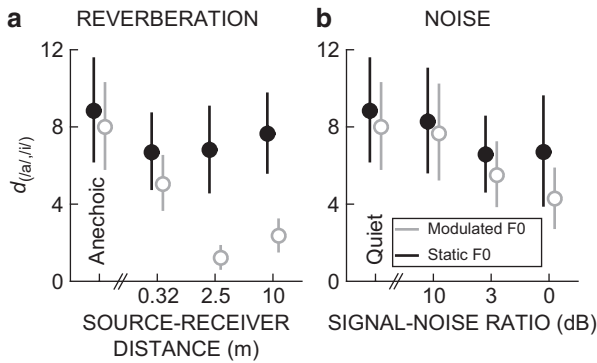 a REVERBERATION
12
8
4
0
d(/a/,/i/)
Anechoic
0.32 2.5 10
SOURCE-RECEIVER
DISTANCE (m)
b NOISE
12
8
4
0
Quiet
Modulated F0
Static F0
10 3 0
SIGNAL-NOISE RATIO (dB)